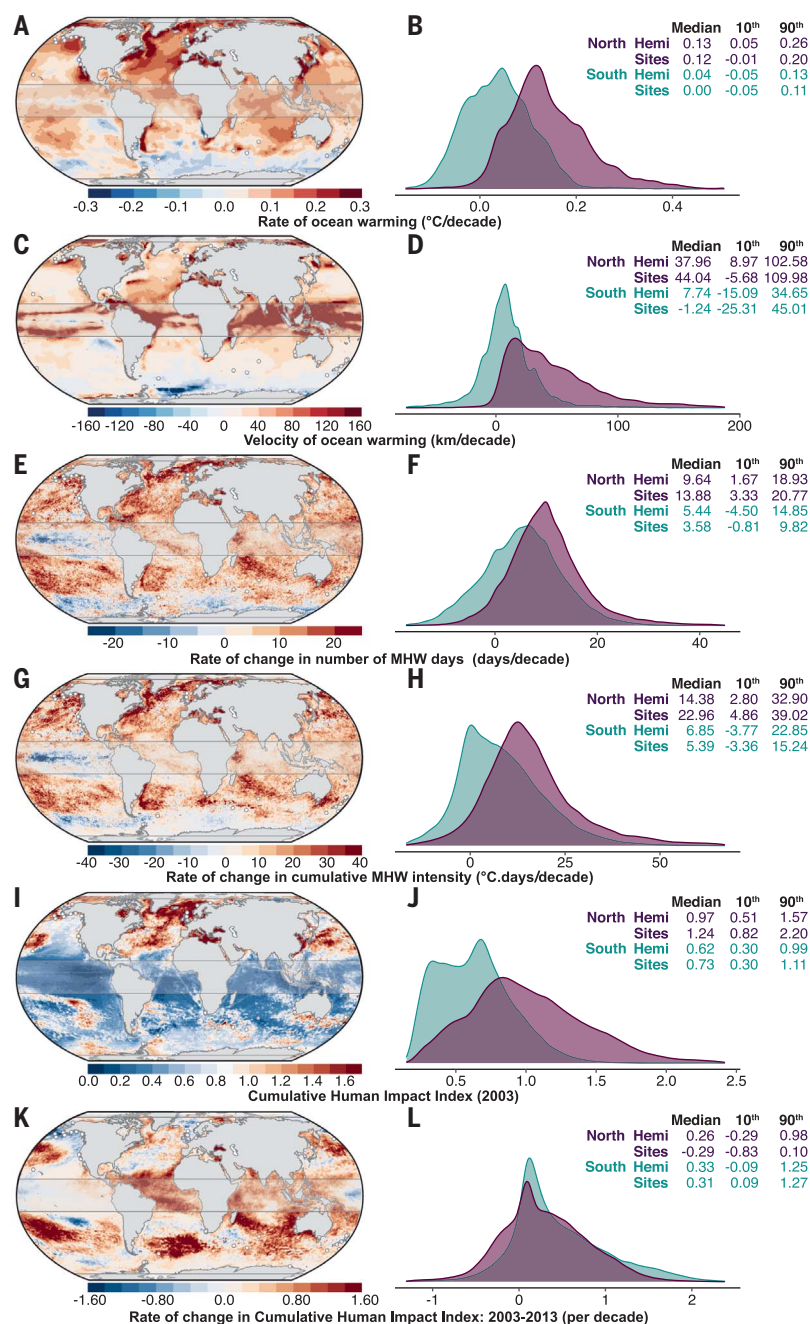 A
-0.3 -0.1 0.0 0.1 0.3
Rate of ocean warming (°C/decade)
B
Median 10th 90th
North Hemi 0.13 0.05 0.26
Sites 0.12 -0.01 0.20
South Hemi 0.04 -0.05 0.13
Sites 0.00 -0.05 0.11
0.0 0.2 0.4
C
-160 -120 -80 -40 0 40 80 120 160
Velocity of ocean warming (km/decade)
D
Median 10th 90th
North Hemi 37.96 8.97 102.58
Sites 44.04 -5.68 109.98
South Hemi 7.74 -15.09 34.65
Sites -1.24 -25.31 45.01
0 100 200
E
-20 -10 0 10 20
Rate of change in number of MHW days (days/decade)
F
Median 10th 90th
North Hemi 9.64 1.67 18.93
Sites 13.88 3.33 20.77
South Hemi 5.44 -4.50 14.85
Sites 3.58 -0.81 9.82
0 20 40
G
-40 -30 -20 -10 0 10 20 30 40
Rate of change in cumulative MHW intensity (°C.days/decade)
H
Median 10th 90th
North Hemi 14.38 2.80 32.90
Sites 22.96 4.86 39.02
South Hemi 6.85 -3.77 22.85
Sites 5.39 -3.36 15.24
0 25 50
I
0.0 0.2 0.4 0.6 0.8 1.0 1.2 1.4 1.6
Cumulative Human Impact Index (2003)
J
Median 10th 90th
North Hemi 0.97 0.51 1.57
Sites 1.24 0.82 2.20
South Hemi 0.62 0.30 0.99
Sites 0.73 0.30 1.11
0.5 1.0 1.5 2.0 2.5
K
-1.60 -0.80 0.00 0.80 1.60
Rate of change in Cumulative Human Impact Index: 2003-2013 (per decade)
L
Median 10th 90th
North Hemi 0.26 -0.29 0.98
Sites -0.29 -0.83 0.10
South Hemi 0.33 -0.09 1.25
Sites 0.31 0.09 1.27
-1 0 1 2